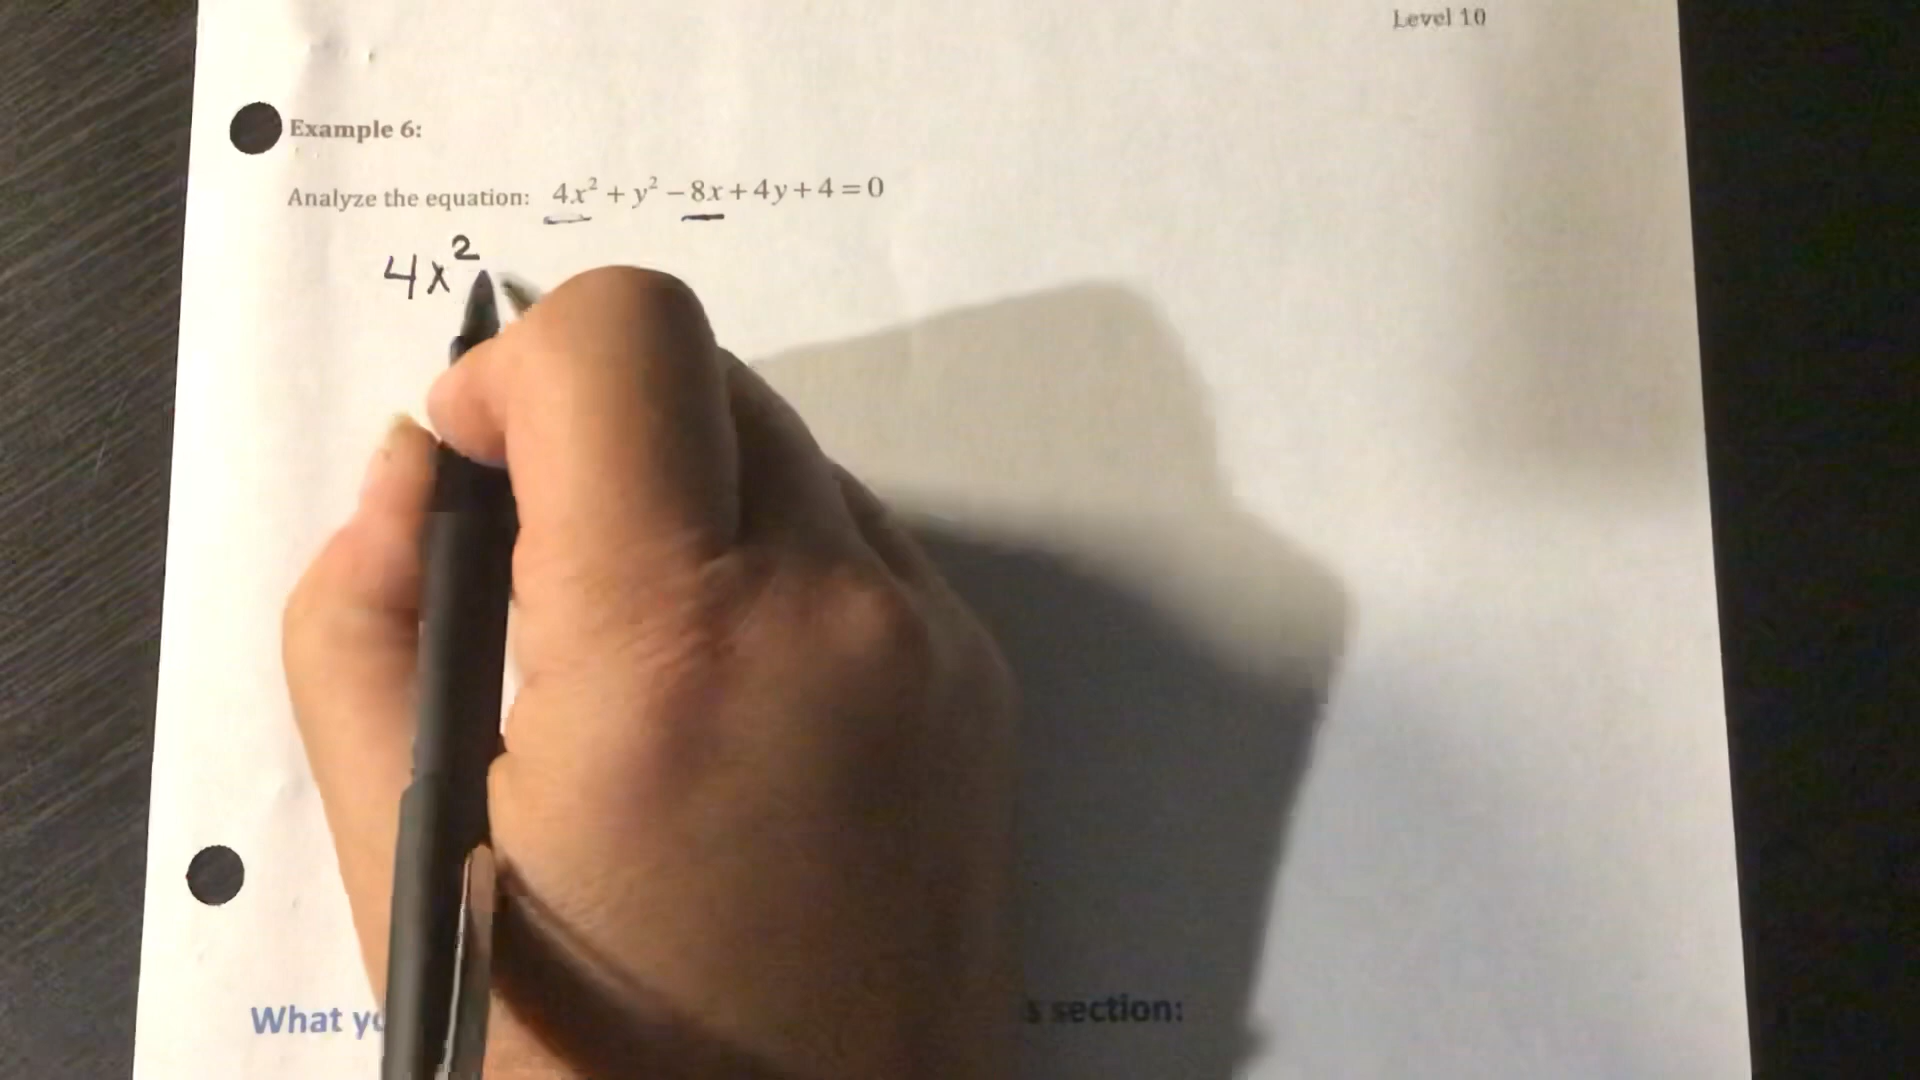 Level 10
Example 6:
Analyze the equation: 4x² + y² − 8x + 4y + 4 = 0
4x²
What section: